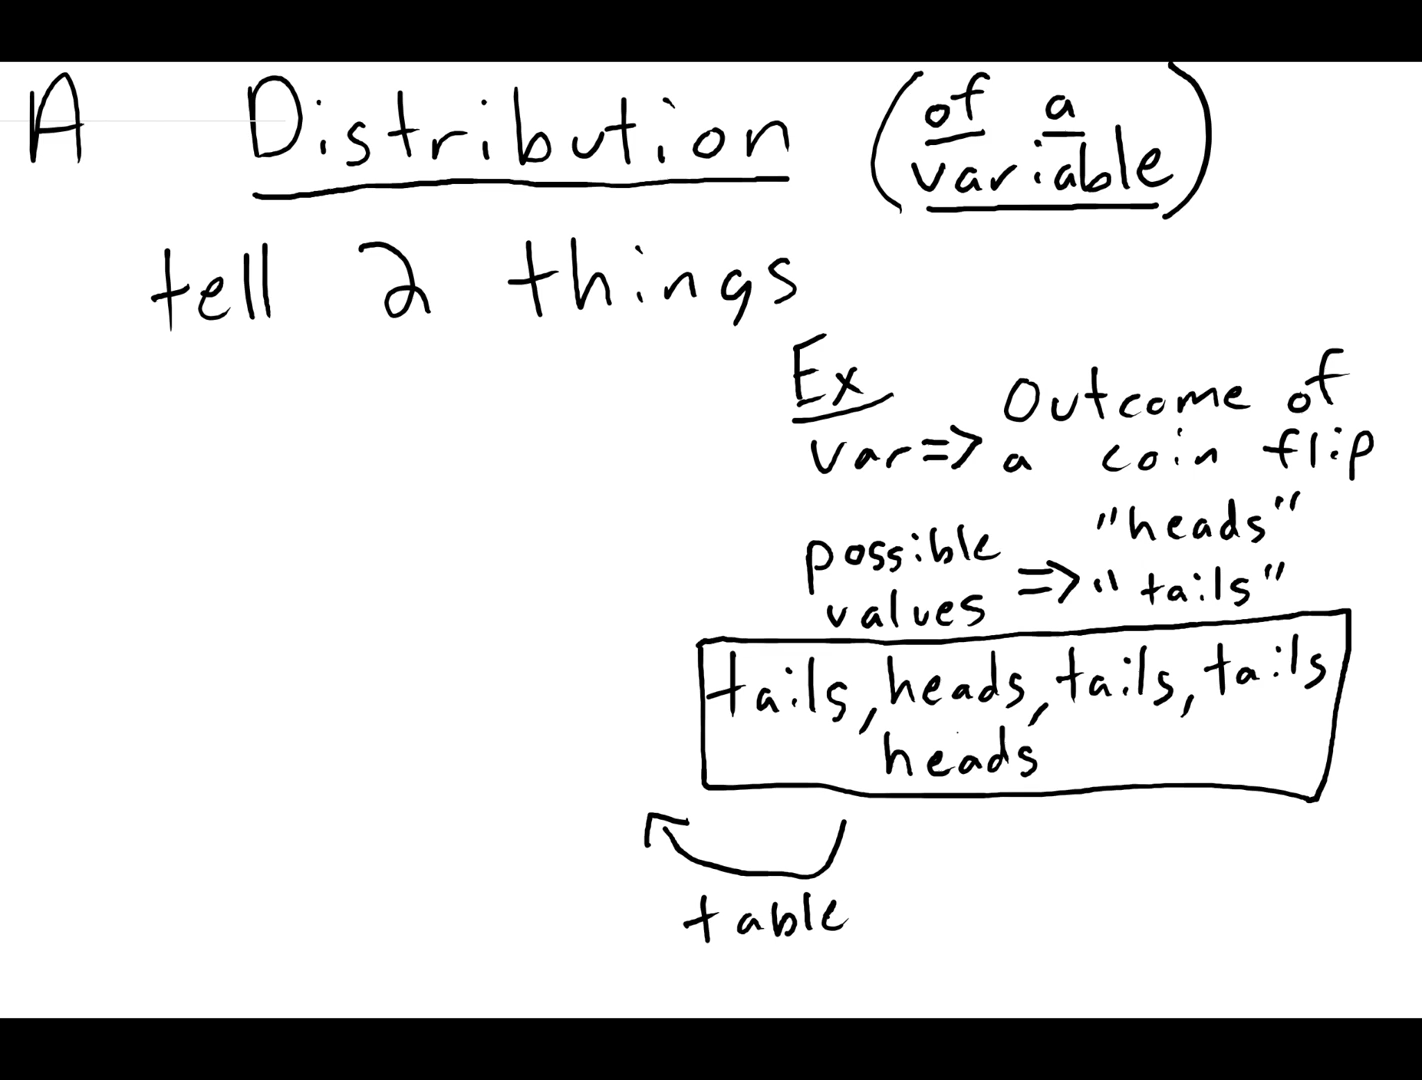 A Distribution (of a variable)
tell 2 things
Ex
var => Outcome of a coin flip
possible values => "heads" "tails"
tails, heads, tails, tails
heads
table